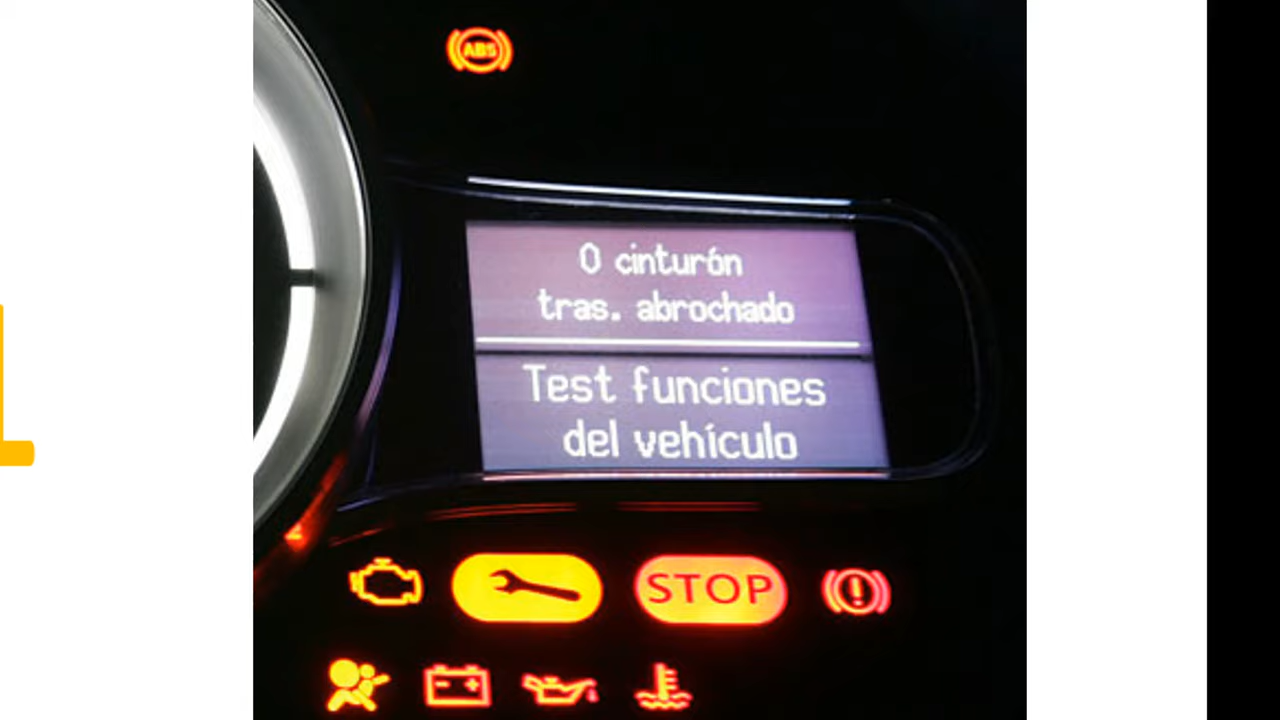 ABS
0 cinturón
tras. abrochado
Test funciones
del vehículo
STOP